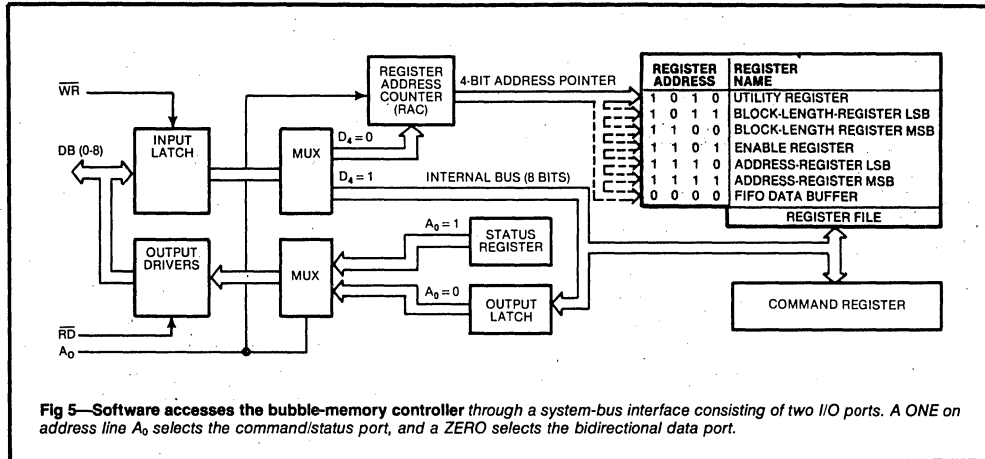 REGISTER
ADDRESS
COUNTER
(RAC)
4-BIT ADDRESS POINTER
REGISTER ADDRESS REGISTER NAME
1 0 1 0 UTILITY REGISTER
1 0 1 1 BLOCK-LENGTH-REGISTER LSB
1 1 0 0 BLOCK-LENGTH REGISTER MSB
1 1 0 1 ENABLE REGISTER
1 1 1 0 ADDRESS-REGISTER LSB
1 1 1 1 ADDRESS-REGISTER MSB
0 0 0 0 FIFO DATA BUFFER
REGISTER FILE
W̅R̅
DB (0-8)
INPUT
LATCH
MUX
D₄ = 0
D₄ = 1
INTERNAL BUS (8 BITS)
OUTPUT
DRIVERS
MUX
A₀ = 1
STATUS
REGISTER
A₀ = 0
OUTPUT
LATCH
COMMAND REGISTER
R̅D̅
A₀
Fig 5—Software accesses the bubble-memory controller through a system-bus interface consisting of two I/O ports. A ONE on
address line A₀ selects the command/status port, and a ZERO selects the bidirectional data port.